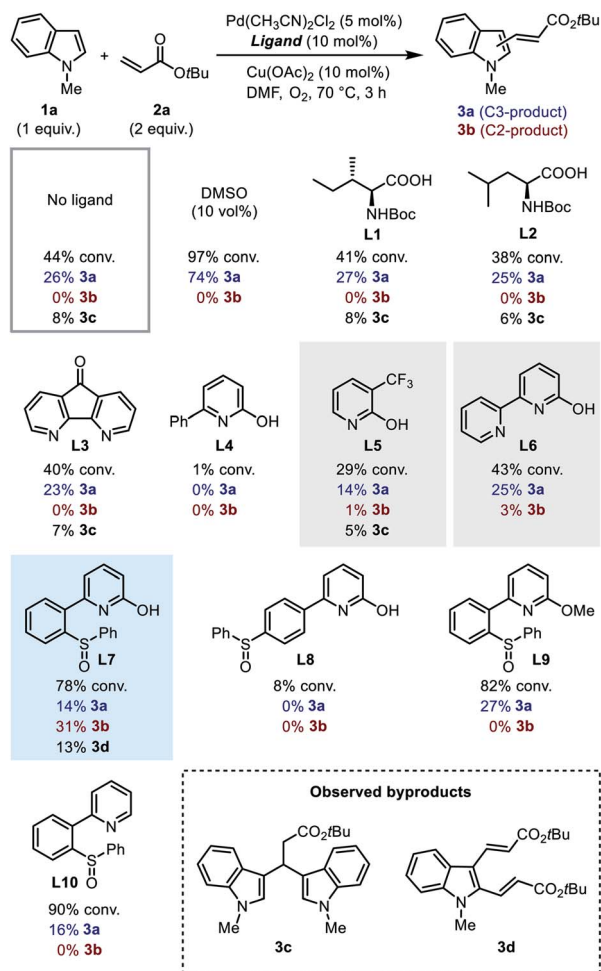 Pd(CH₃CN)₂Cl₂ (5 mol%)
Ligand (10 mol%)
Cu(OAc)₂ (10 mol%)
DMF, O₂, 70 °C, 3 h
N
Me
1a
(1 equiv.)
+
O
OtBu
2a
(2 equiv.)
CO₂tBu
N
Me
3a (C3-product)
3b (C2-product)
No ligand
44% conv.
26% 3a
0% 3b
8% 3c
DMSO
(10 vol%)
97% conv.
74% 3a
0% 3b
COOH
NHBoc
L1
41% conv.
27% 3a
0% 3b
8% 3c
COOH
NHBoc
L2
38% conv.
25% 3a
0% 3b
6% 3c
O
N
N
L3
40% conv.
23% 3a
0% 3b
7% 3c
Ph
N
OH
L4
1% conv.
0% 3a
0% 3b
CF₃
N
OH
L5
29% conv.
14% 3a
1% 3b
5% 3c
N
OH
N
L6
43% conv.
25% 3a
3% 3b
N
OH
Ph
S
O
L7
78% conv.
14% 3a
31% 3b
13% 3d
N
OH
Ph
S
O
L8
8% conv.
0% 3a
0% 3b
N
OMe
Ph
S
O
L9
82% conv.
27% 3a
0% 3b
N
Ph
S
O
L10
90% conv.
16% 3a
0% 3b
Observed byproducts
CO₂tBu
N
Me
N
Me
3c
CO₂tBu
CO₂tBu
N
Me
3d